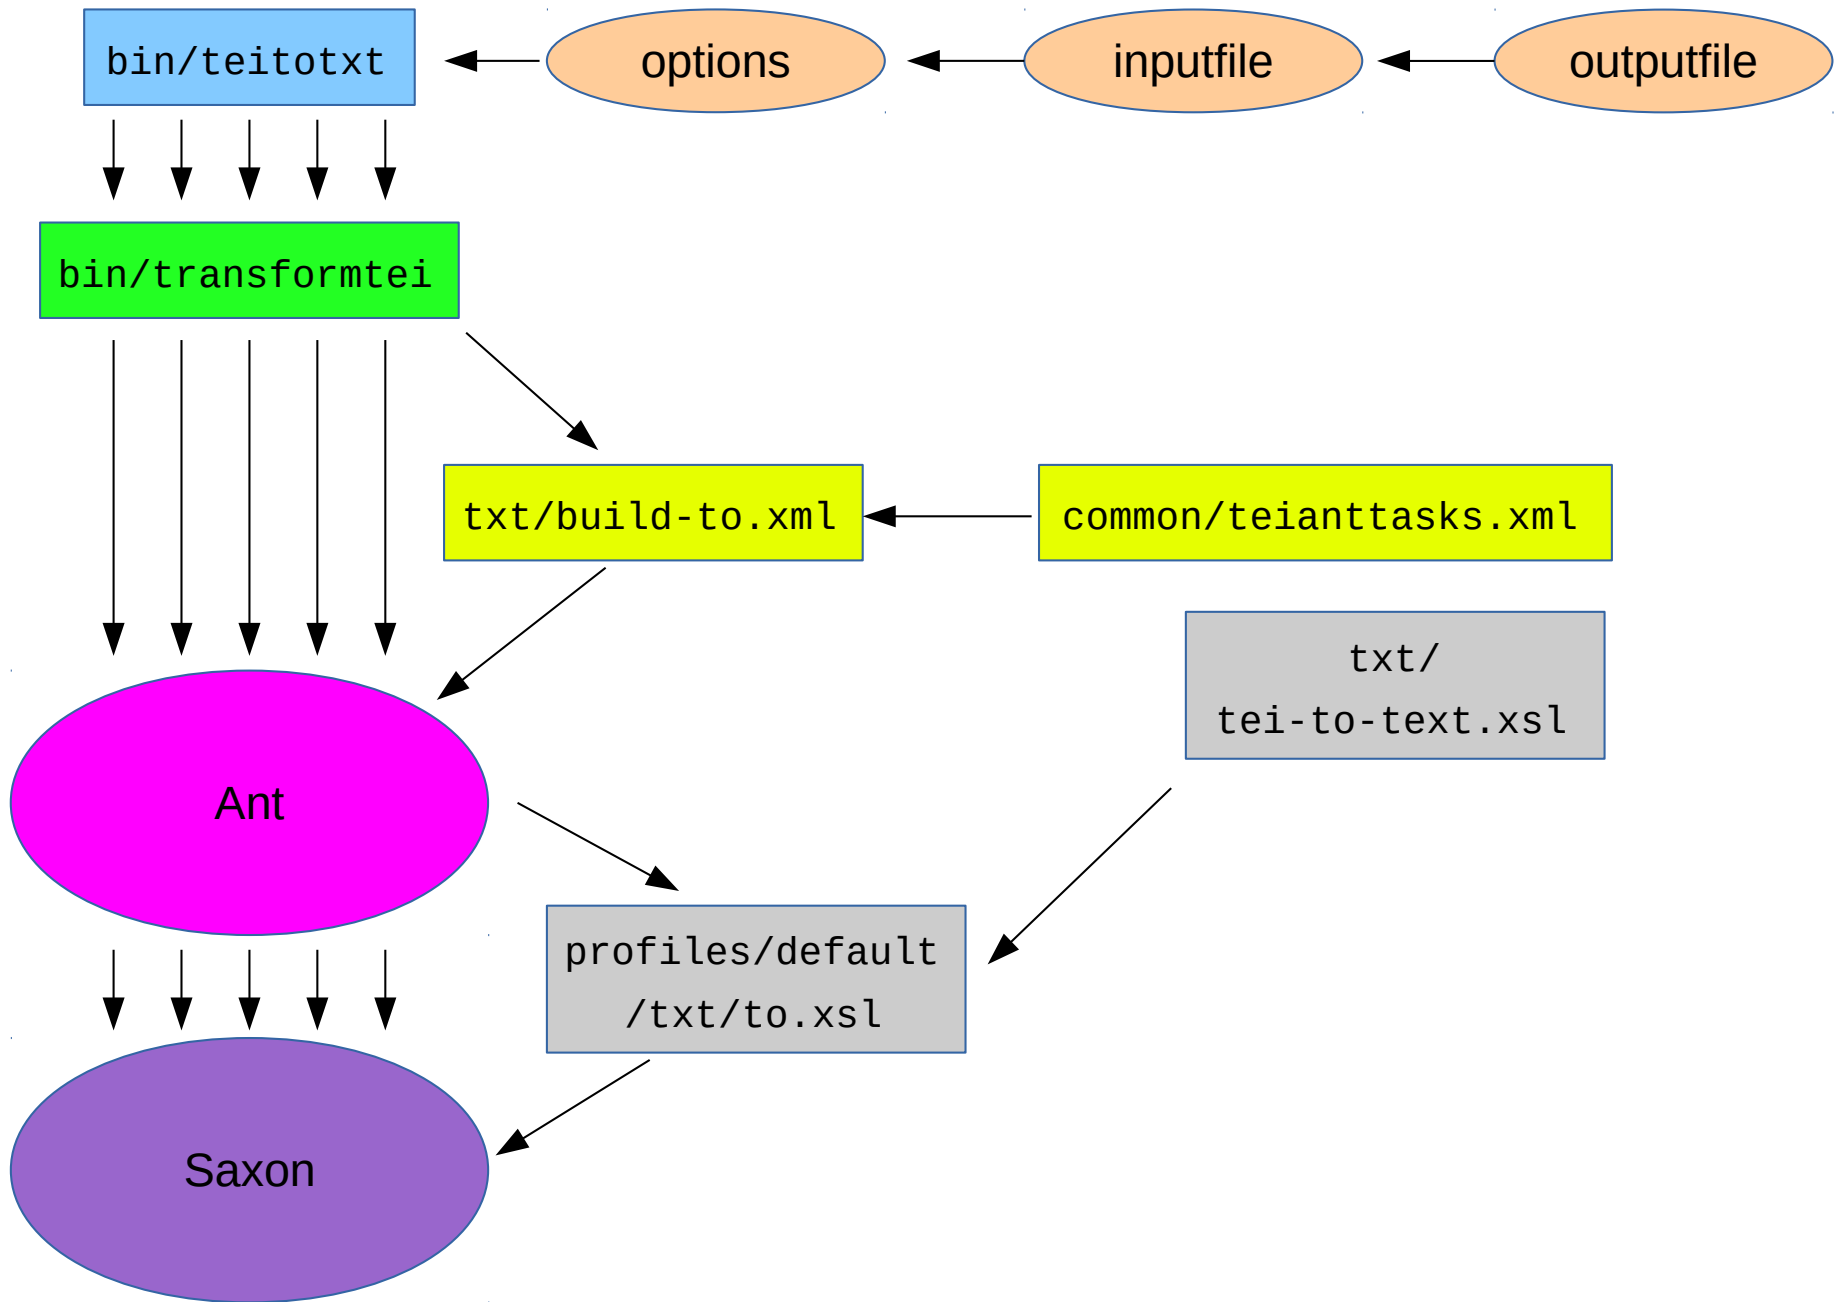 bin/teitotxt
options
inputfile
outputfile
bin/transformtei
txt/build-to.xml
common/teianttasks.xml
txt/
tei-to-text.xsl
Ant
profiles/default
/txt/to.xsl
Saxon